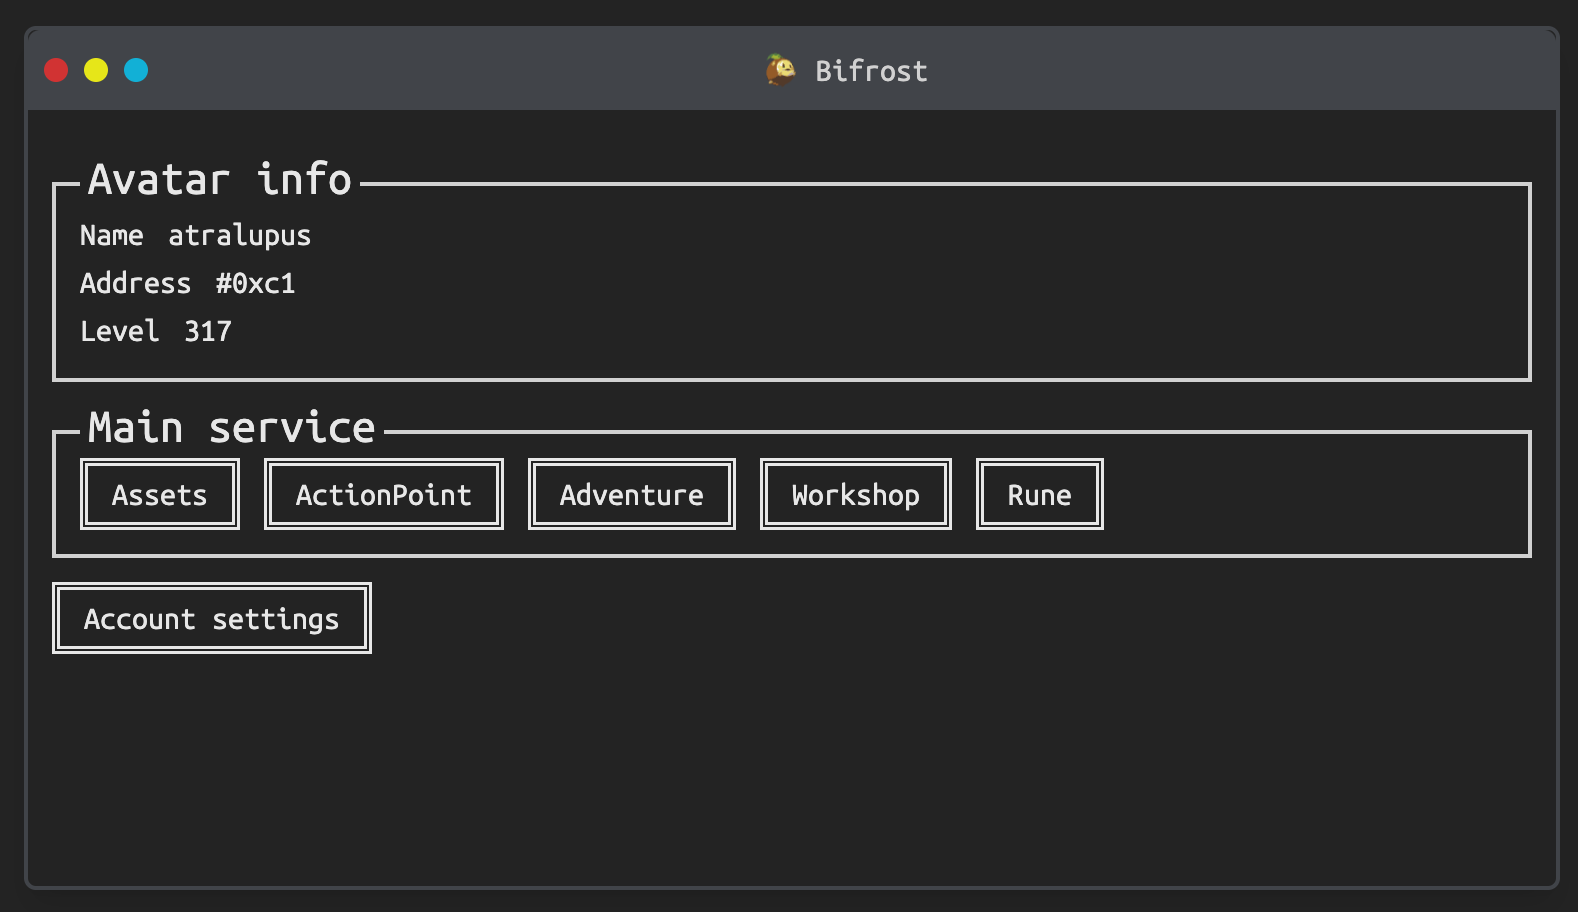 Bifrost
Avatar info
Name atralupus
Address #0xc1
Level 317
Main service
Assets ActionPoint Adventure Workshop Rune
Account settings